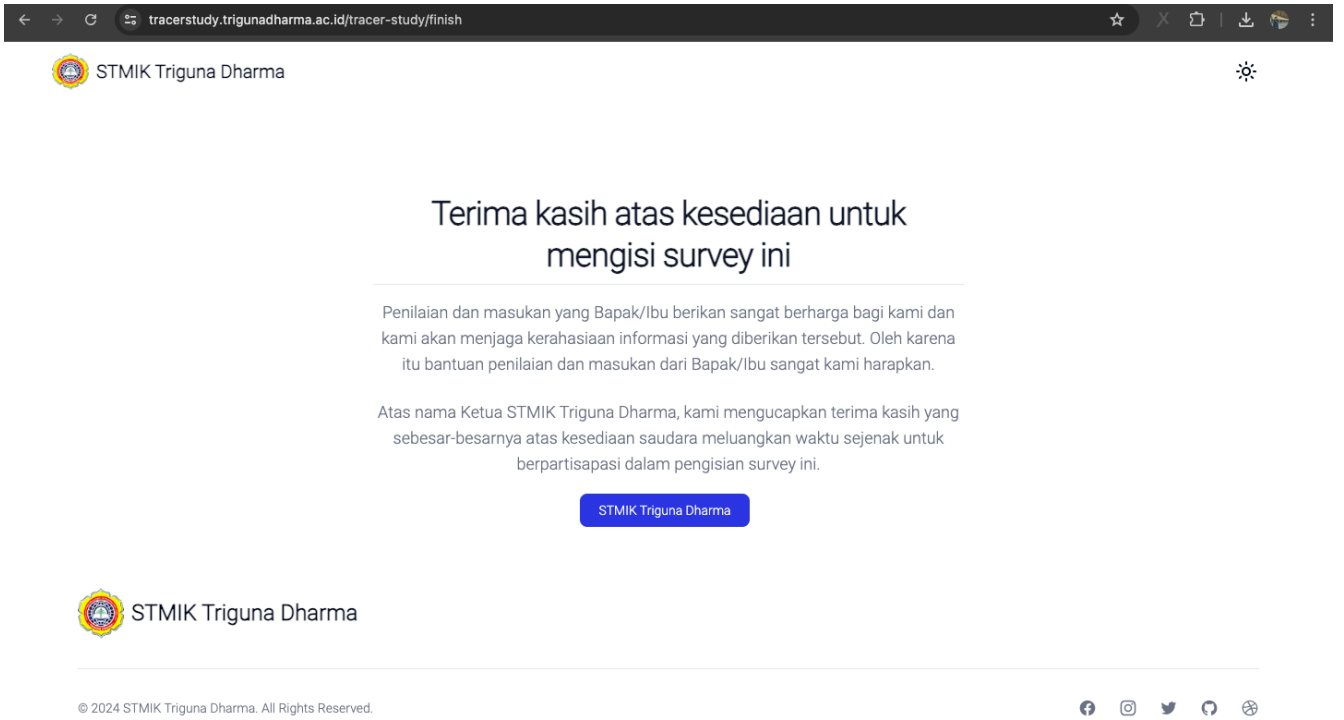 tracerstudy.trigunadharma.ac.id/tracer-study/finish
STMIK Triguna Dharma
Terima kasih atas kesediaan untuk
mengisi survey ini
Penilaian dan masukan yang Bapak/Ibu berikan sangat berharga bagi kami dan
kami akan menjaga kerahasiaan informasi yang diberikan tersebut. Oleh karena
itu bantuan penilaian dan masukan dari Bapak/Ibu sangat kami harapkan.
Atas nama Ketua STMIK Triguna Dharma, kami mengucapkan terima kasih yang
sebesar-besarnya atas kesediaan saudara meluangkan waktu sejenak untuk
berpartisapasi dalam pengisian survey ini.
STMIK Triguna Dharma
STMIK Triguna Dharma
© 2024 STMIK Triguna Dharma. All Rights Reserved.